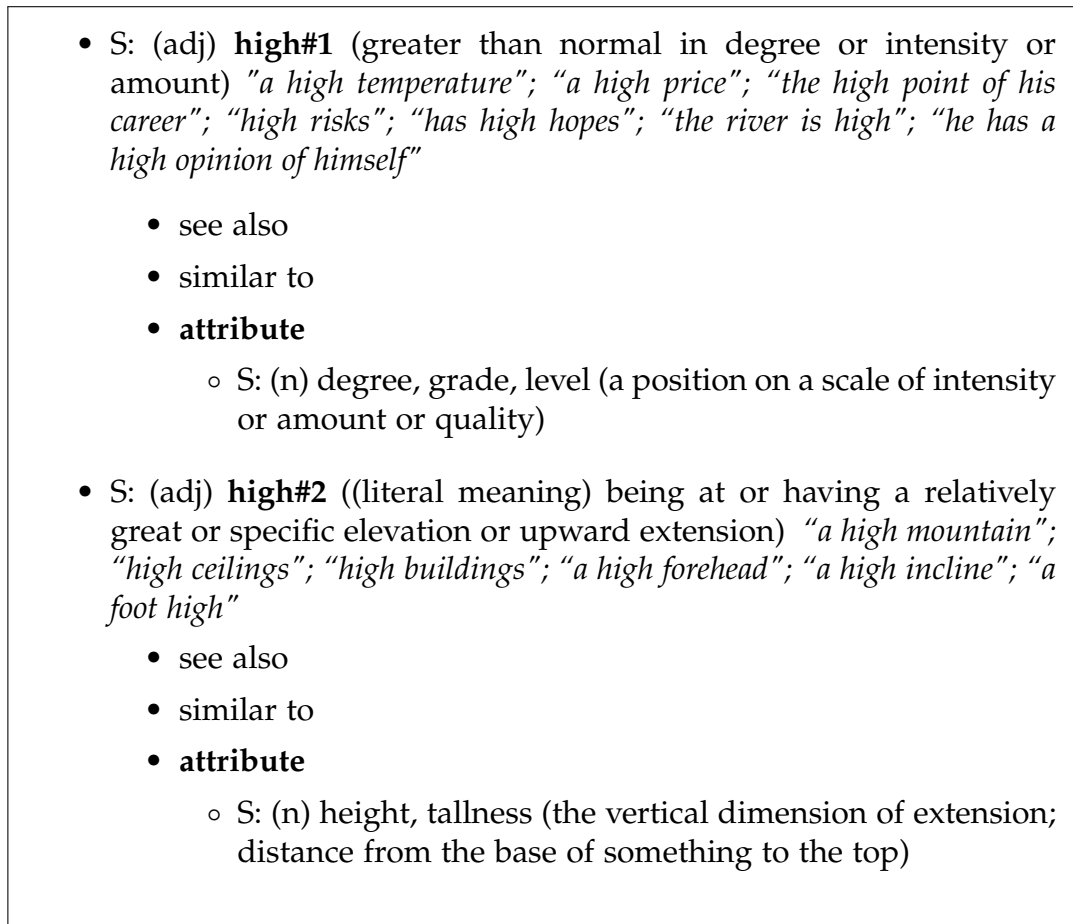 • S: (adj) high#1 (greater than normal in degree or intensity or
amount) "a high temperature"; “a high price”; “the high point of his
career”; “high risks”; “has high hopes”; “the river is high”; “he has a
high opinion of himself”
• see also
• similar to
• attribute
◦ S: (n) degree, grade, level (a position on a scale of intensity
or amount or quality)
• S: (adj) high#2 ((literal meaning) being at or having a relatively
great or specific elevation or upward extension) “a high mountain”;
“high ceilings”; “high buildings”; “a high forehead”; “a high incline”; “a
foot high”
• see also
• similar to
• attribute
◦ S: (n) height, tallness (the vertical dimension of extension;
distance from the base of something to the top)